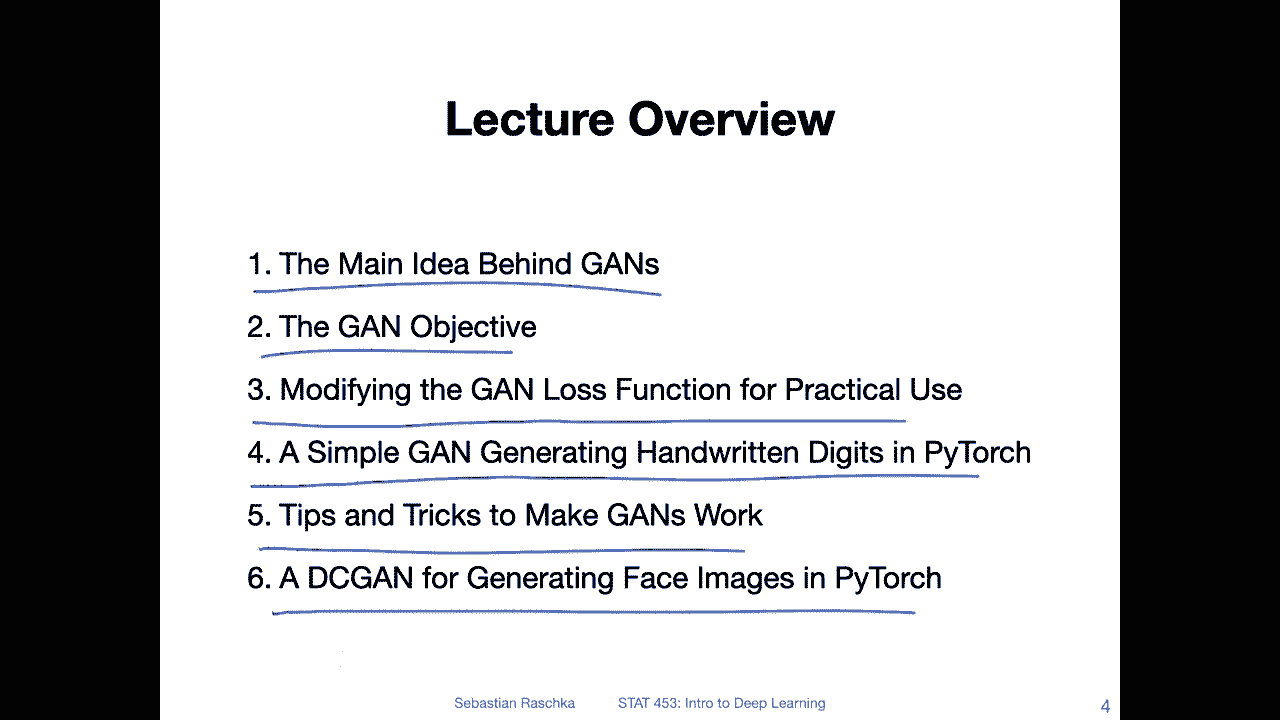 Lecture Overview
1. The Main Idea Behind GANs
2. The GAN Objective
3. Modifying the GAN Loss Function for Practical Use
4. A Simple GAN Generating Handwritten Digits in PyTorch
5. Tips and Tricks to Make GANs Work
6. A DCGAN for Generating Face Images in PyTorch
Sebastian Raschka STAT 453: Intro to Deep Learning 4